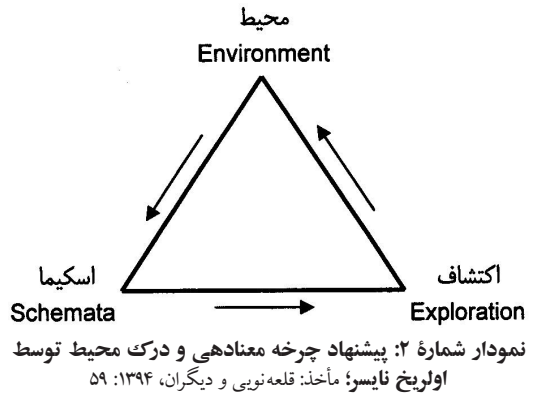 محیط
Environment
اسکیما
Schemata
اکتشاف
Exploration
نمودار شمارهٔ ۲: پیشنهاد چرخه معنادهی و درک محیط توسط
اولریخ نایسر؛ مأخذ: قلعه‌نویی و دیگران، ۱۳۹۴: ۵۹